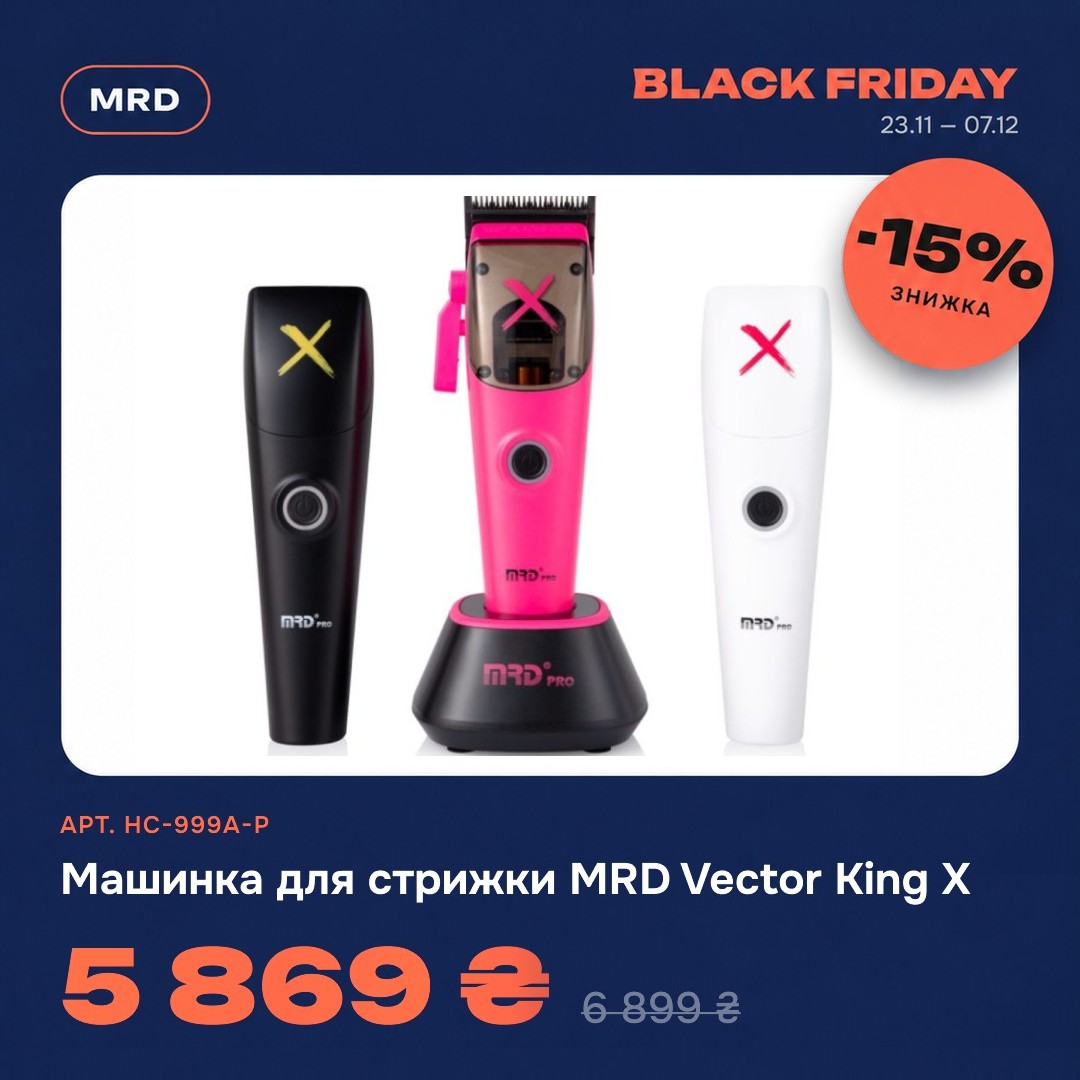 MRD
BLACK FRIDAY
23.11 – 07.12
-15%
ЗНИЖКА
X
X
X
MRD® PRO
MRD® PRO
MRD® PRO
MRD® PRO
АРТ. HC-999A-P
Машинка для стрижки MRD Vector King X
5 869 ₴
6 899 ₴